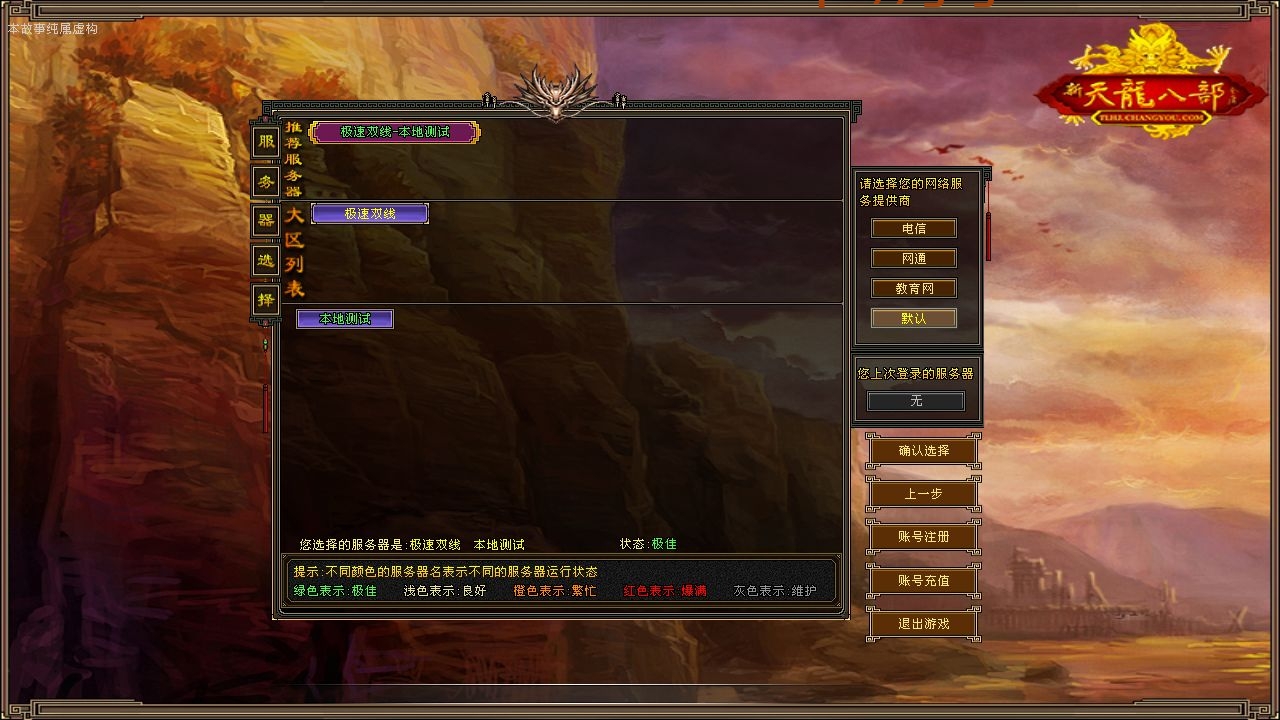 本故事纯属虚构
新天龍八部
TLBJ.CHANGYOU.COM
服务器选择
推荐服务器
极速双线-本地测试
大区列表
极速双线
本地测试
请选择您的网络服
务提供商
电信
网通
教育网
默认
您上次登录的服务器
无
确认选择
上一步
账号注册
账号充值
退出游戏
您选择的服务器是:极速双线 本地测试
状态:极佳
提示:不同颜色的服务器名表示不同的服务器运行状态
绿色表示:极佳 浅色表示:良好 橙色表示:繁忙 红色表示:爆满 灰色表示:维护